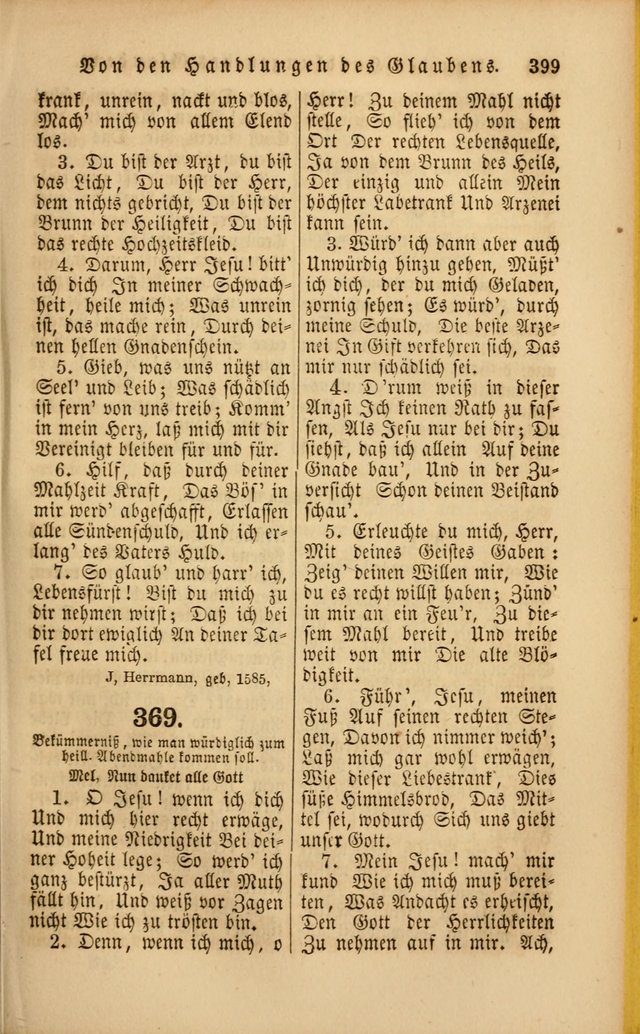 Von den Handlungen des Glaubens. 399
krank, unrein, nackt und blos,
Mach' mich von allem Elend
los.
3. Du bist der Arzt, du bist
das Licht, Du bist der Herr,
dem nichts gebricht, Du bist der
Brunn der Heiligkeit, Du bist
das rechte Hochzeitskleid.
4. Darum, Herr Jesu! bitt'
ich dich In meiner Schwach-
heit, heile mich; Was unrein
ist, das mache rein, Durch dei-
nen hellen Gnadenschein.
5. Gieb, was uns nützt an
Seel' und Leib; Was schädlich
ist fern' von uns treib; Komm'
in mein Herz, laß mich mit dir
Vereinigt bleiben für und für.
6. Hilf, daß durch deiner
Mahlzeit Kraft, Das Bös' in
mir werd' abgeschafft, Erlassen
alle Sündenschuld, Und ich er-
lang' des Vaters Huld.
7. So glaub' und harr' ich,
Lebensfürst! Bis du mich zu
dir nehmen wirst; Daß ich bei
dir dort ewiglich An deiner Ta-
fel freue mich.
J, Herrmann, geb, 1585,
369.
Bekümmerniß, wie man würdiglich zum
heil. Abendmahle kommen soll.
Mel. Nun danket alle Gott
1. O Jesu! wenn ich dich
Und mich hier recht erwäge,
Und meine Niedrigkeit Bei dei-
ner Hoheit lege; So werd' ich
ganz bestürzt, Ja aller Muth
fällt hin, Und weiß vor Zagen
nicht Wie ich zu trösten bin.
2. Denn, wenn ich mich, o
Herr! Zu deinem Mahl nicht
stelle, So flieh' ich von dem
Ort Der rechten Lebensquelle,
Ja von dem Brunn des Heils,
Der einzig und allein Mein
höchster Labetrank Und Arzenei
kann sein.
3. Würd' ich dann aber auch
Unwürdig hinzu gehen, Müßt'
ich dich, der du mich Geladen,
zornig sehen; Es würd', durch
meine Schuld, Die beste Arze-
nei In Gift verkehren sich, Das
mir nur schädlich sei.
4. D'rum weiß in dieser
Angst Ich keinen Rath zu fas-
sen, Als Jesu nur bei dir; Du
siehst, daß ich allein Auf deine
Gnade bau', Und in der Zu-
versicht Schon deinen Beistand
schau'.
5. Erleuchte du mich, Herr,
Mit deines Geistes Gaben:
Zeig' deinen Willen mir, Wie
du es recht willst haben; Zünd'
in mir an ein Feu'r, Zu die-
sem Mahl bereit, Und treibe
weit von mir Die alte Blö-
digkeit.
6. Führ', Jesu, meinen
Fuß Auf seinen rechten Ste-
gen, Davon ich nimmer weich';
Laß mich gar wohl erwägen,
Wie dieser Liebestrank, Dies
süße Himmelsbrod, Das Mit-
tel sei, wodurch Sich uns giebt
unser Gott.
7. Mein Jesu! mach' mir
kund Wie ich mich muß berei-
ten, Was Andacht es erheischt,
Den Gott der Herrlichkeiten
Zu nehmen auf in mir. Ach,